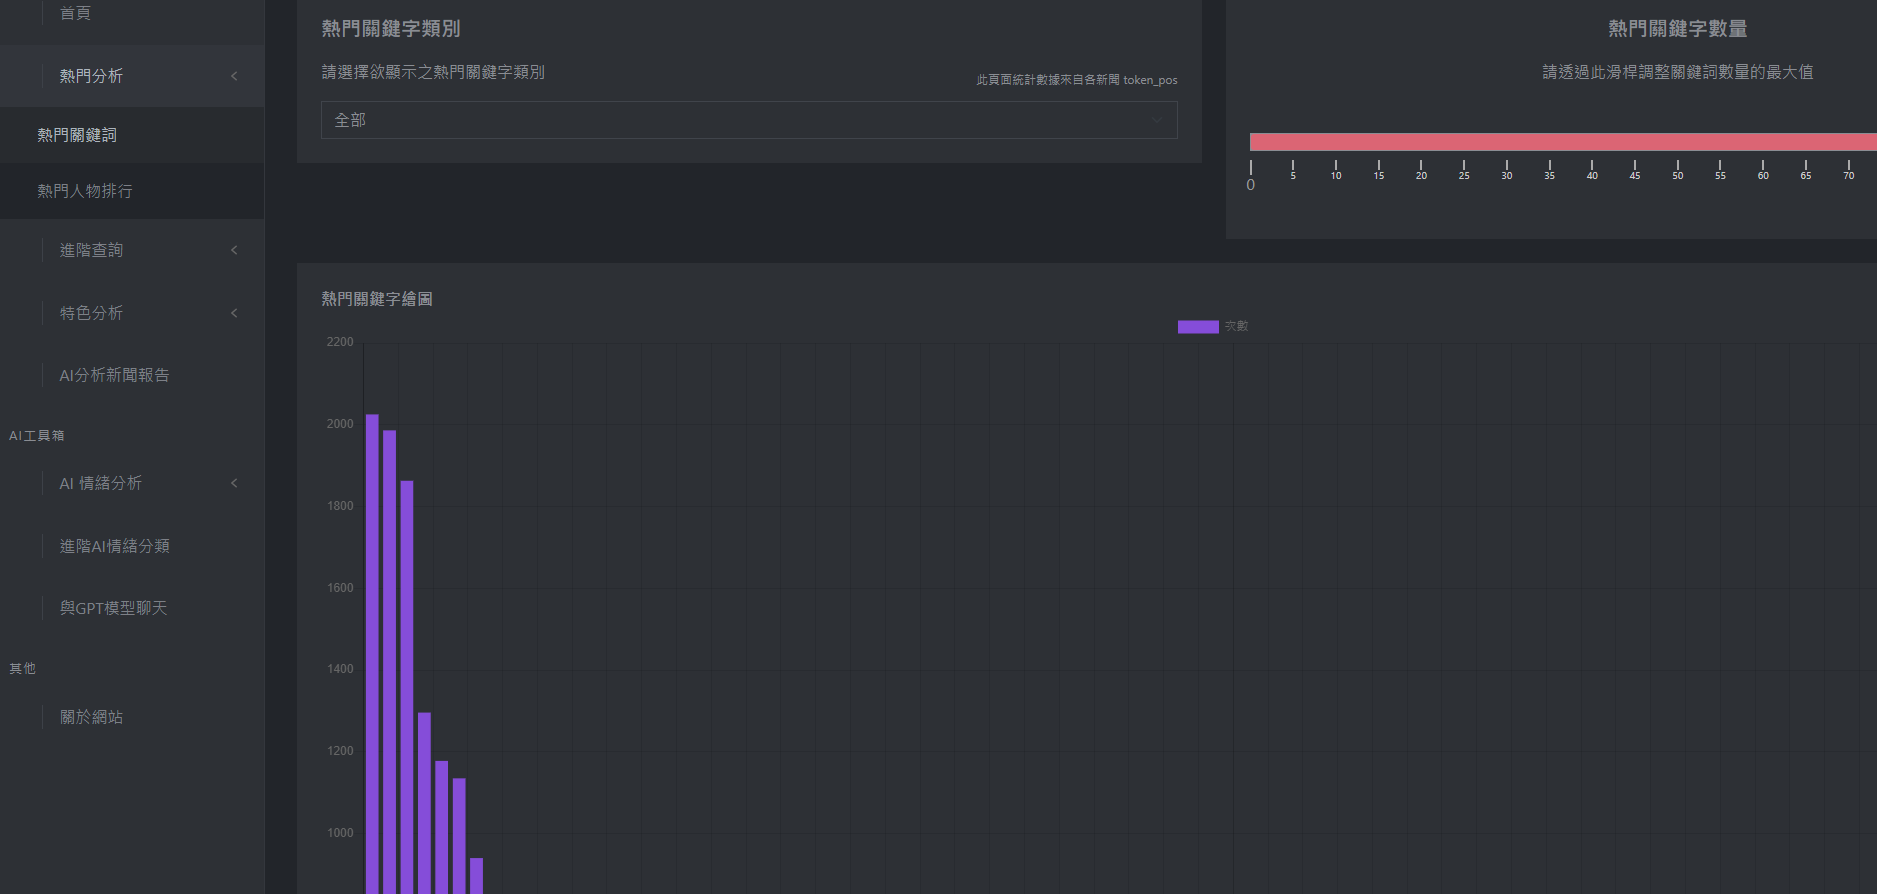 首頁
熱門分析
熱門關鍵詞
熱門人物排行
進階查詢
特色分析
AI分析新聞報告
AI工具箱
AI 情緒分析
進階AI情緒分類
與GPT模型聊天
其他
關於網站
熱門關鍵字類別
請選擇欲顯示之熱門關鍵字類別
此頁面統計數據來自各新聞 token_pos
全部
熱門關鍵字數量
請透過此滑桿調整關鍵詞數量的最大值
0 5 10 15 20 25 30 35 40 45 50 55 60 65 70
熱門關鍵字繪圖
次數
2200
2000
1800
1600
1400
1200
1000